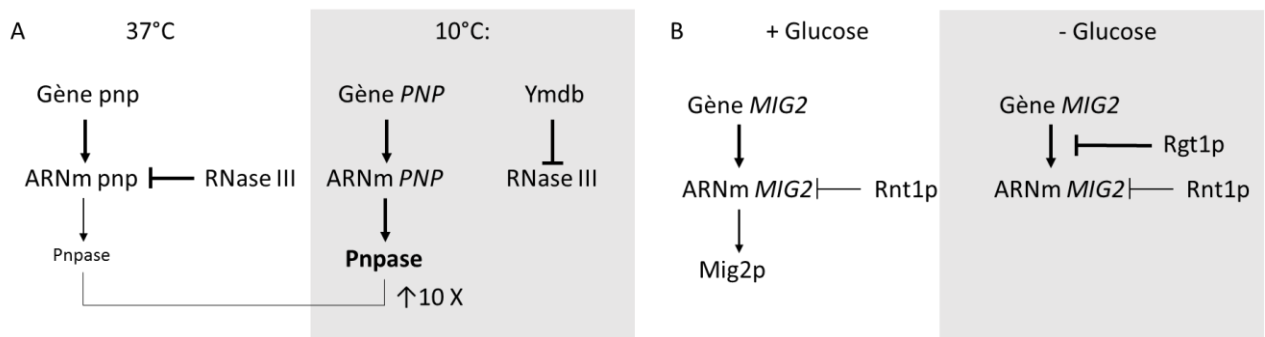 A 37°C 10°C:
Gène pnp Gène PNP Ymdb
ARNm pnp RNase III ARNm PNP RNase III
Pnpase Pnpase
↑10 X
B + Glucose - Glucose
Gène MIG2 Gène MIG2
Rgt1p
ARNm MIG2 Rnt1p ARNm MIG2 Rnt1p
Mig2p